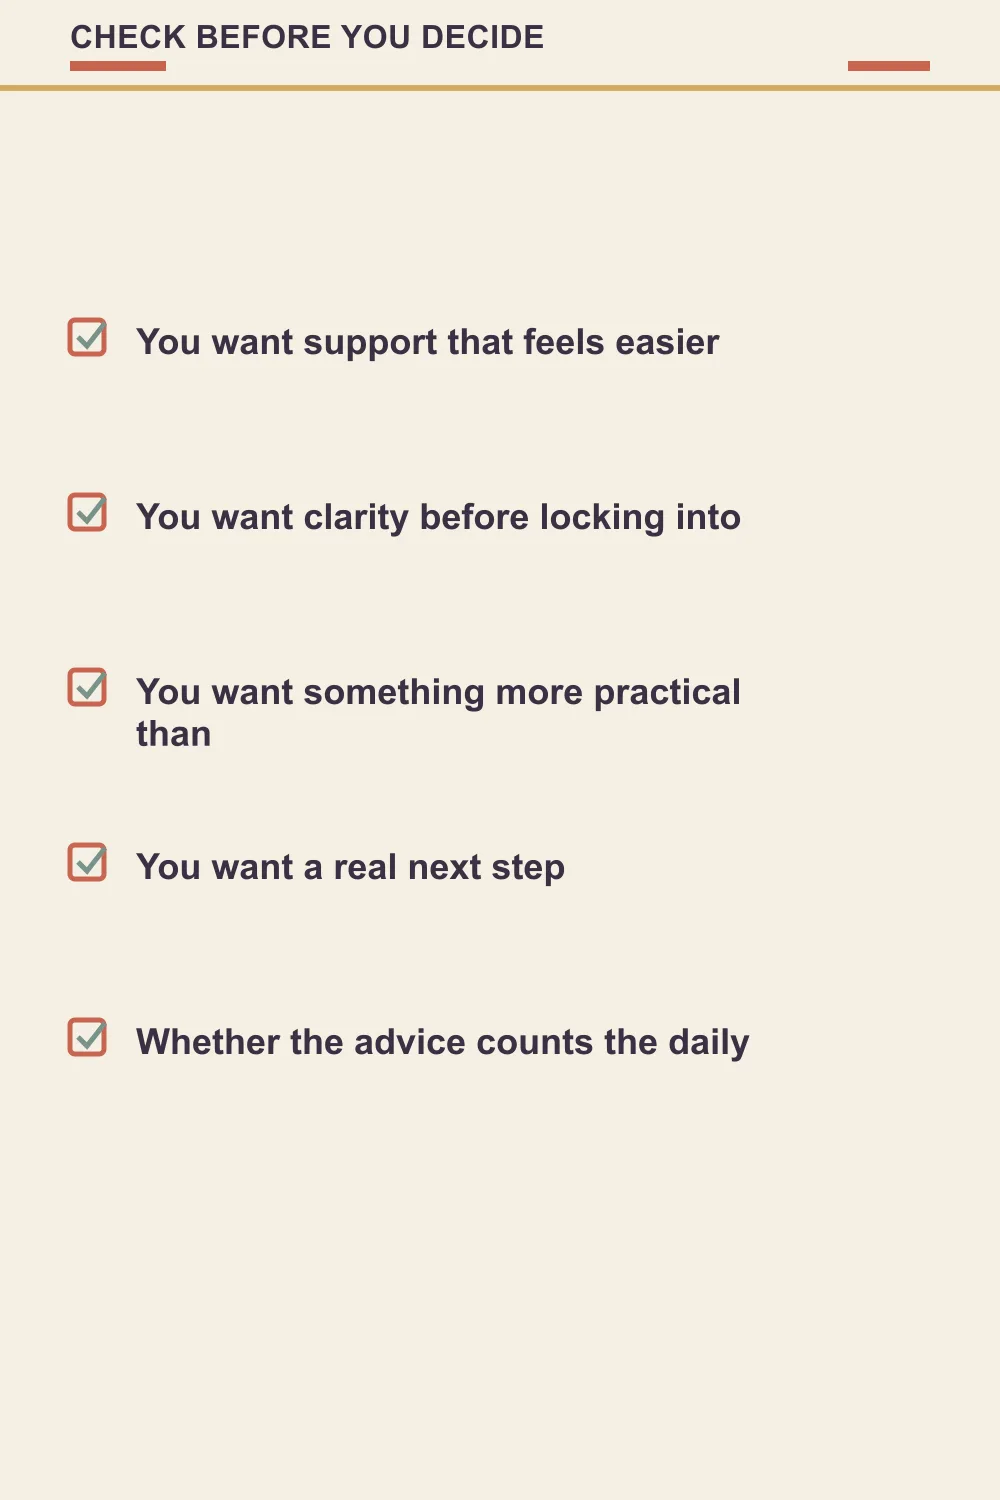 CHECK BEFORE YOU DECIDE
You want support that feels easier
You want clarity before locking into
You want something more practical
than
You want a real next step
Whether the advice counts the daily